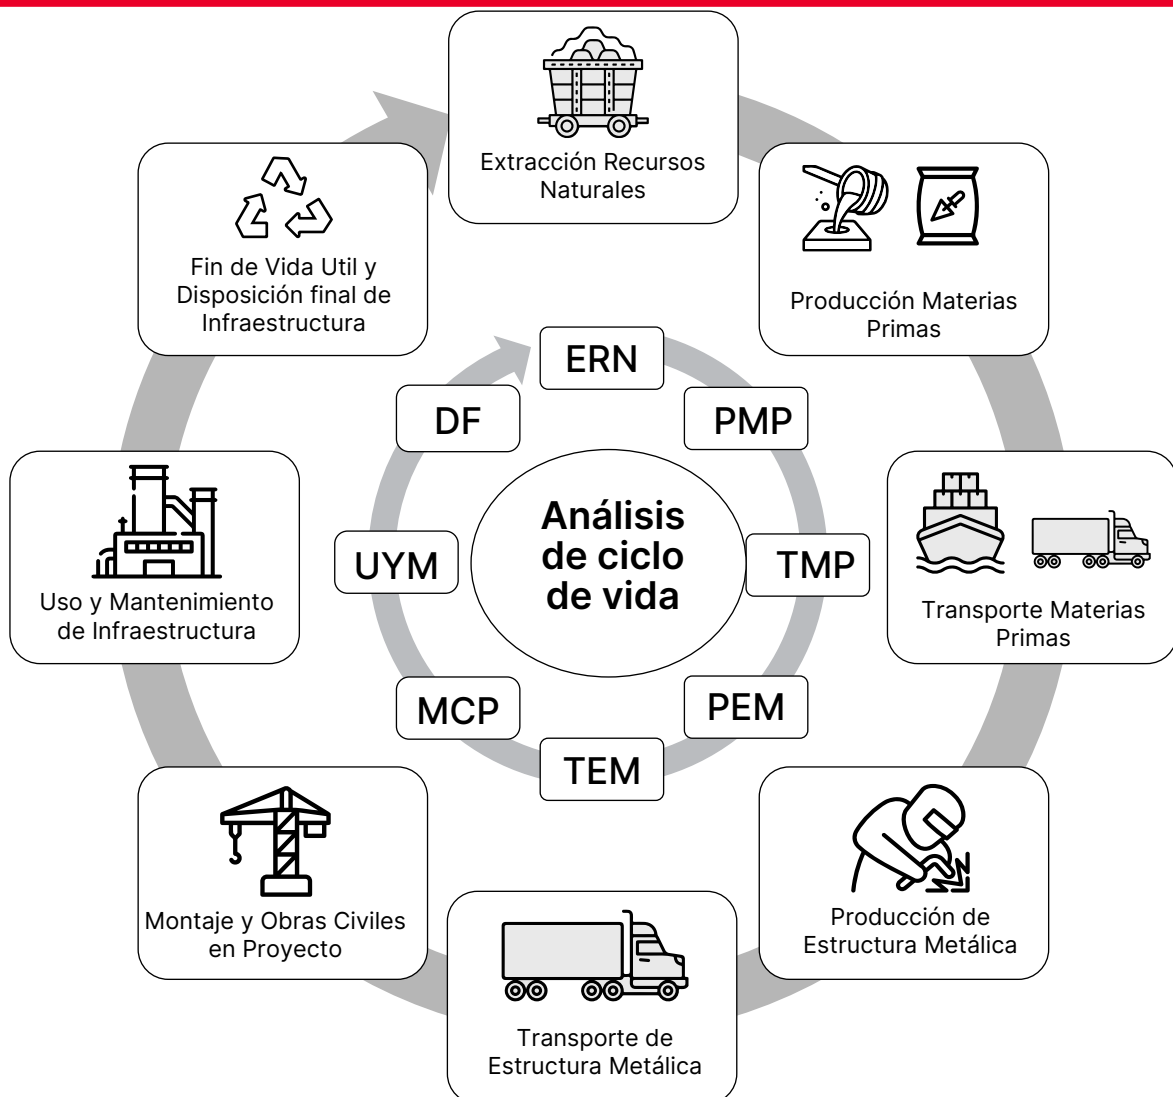 Extracción Recursos
Naturales
Producción Materias
Primas
Transporte Materias
Primas
Producción de
Estructura Metálica
Transporte de
Estructura Metálica
Montaje y Obras Civiles
en Proyecto
Uso y Mantenimiento
de Infraestructura
Fin de Vida Util y
Disposición final de
Infraestructura
ERN
PMP
TMP
PEM
TEM
MCP
UYM
DF
Análisis
de ciclo
de vida